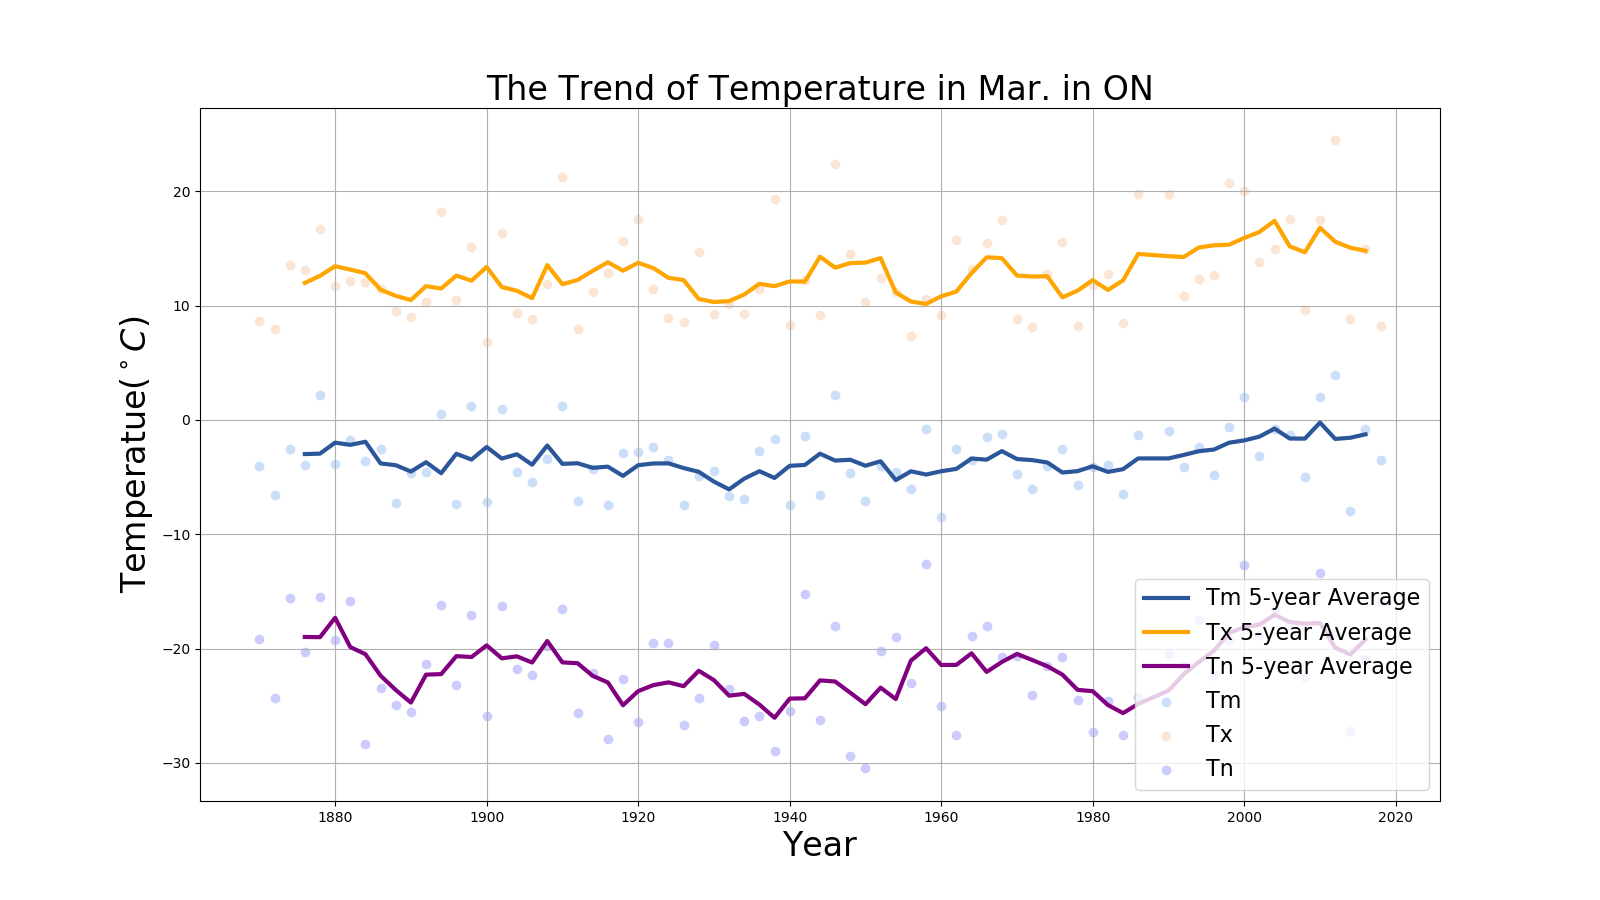 The Trend of Temperature in Mar. in ON
Temperatue(°C)
20
10
0
−10
−20
−30
Tm 5-year Average
Tx 5-year Average
Tn 5-year Average
Tm
Tx
Tn
1880 1900 1920 1940 1960 1980 2000 2020
Year